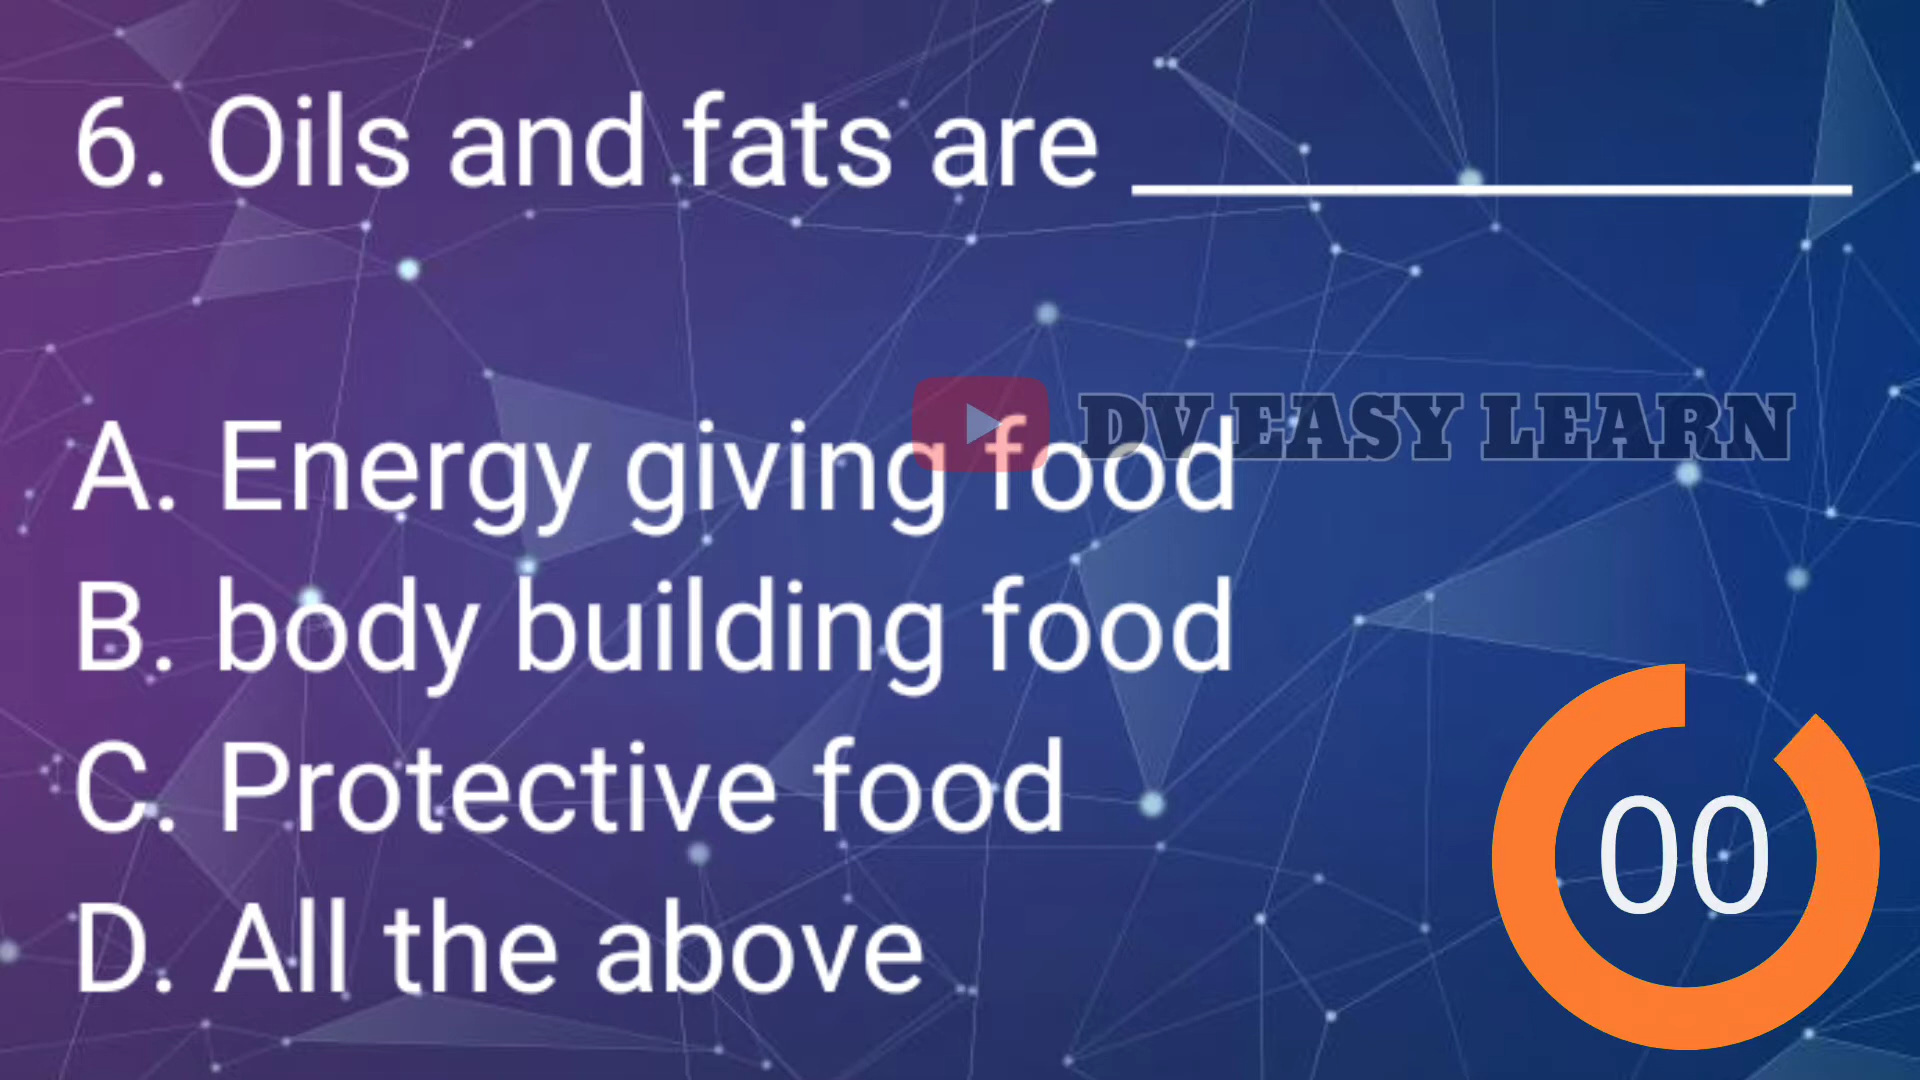 6. Oils and fats are ____________
DV EASY LEARN
A. Energy giving food
B. body building food
C. Protective food
D. All the above
00